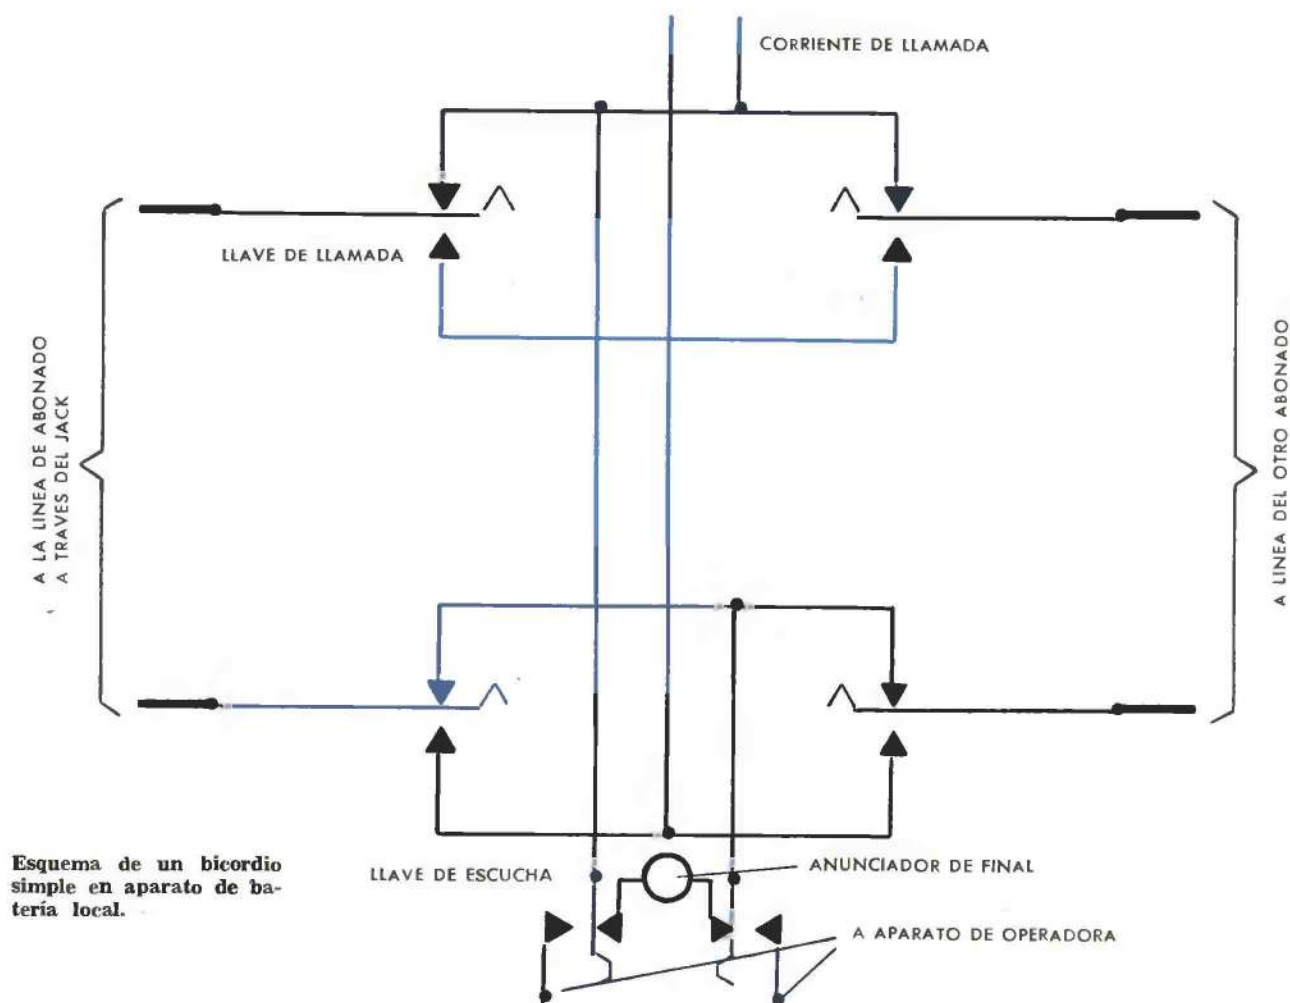 CORRIENTE DE LLAMADA
LLAVE DE LLAMADA
A LA LINEA DE ABONADO
A TRAVES DEL JACK
A LINEA DEL OTRO ABONADO
Esquema de un bicordio
simple en aparato de ba-
tería local.
LLAVE DE ESCUCHA
ANUNCIADOR DE FINAL
A APARATO DE OPERADORA